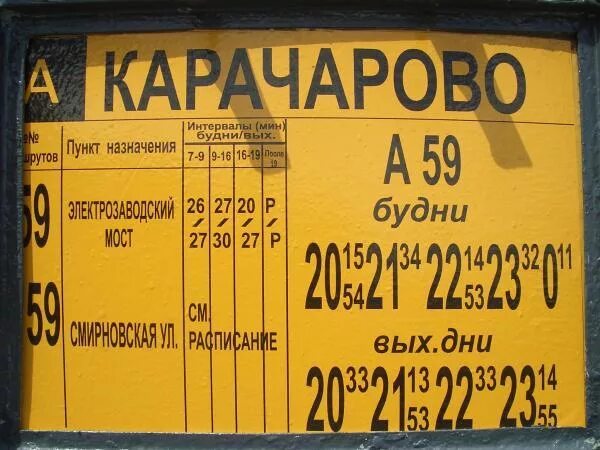 А КАРАЧАРОВО
№№ шрутов Пункт назначения Интервалы (мин) будни/вых.
7-9 9-16 16-19 После 19
59 ЭЛЕКТРОЗАВОДСКИЙ МОСТ 26/27 27/30 20/27 Р/Р
59 СМИРНОВСКАЯ УЛ. СМ. РАСПИСАНИЕ
А 59
будни
20 15 54 21 34 22 14 53 23 32 0 11
вых.дни
20 33 21 13 53 22 33 23 14 55